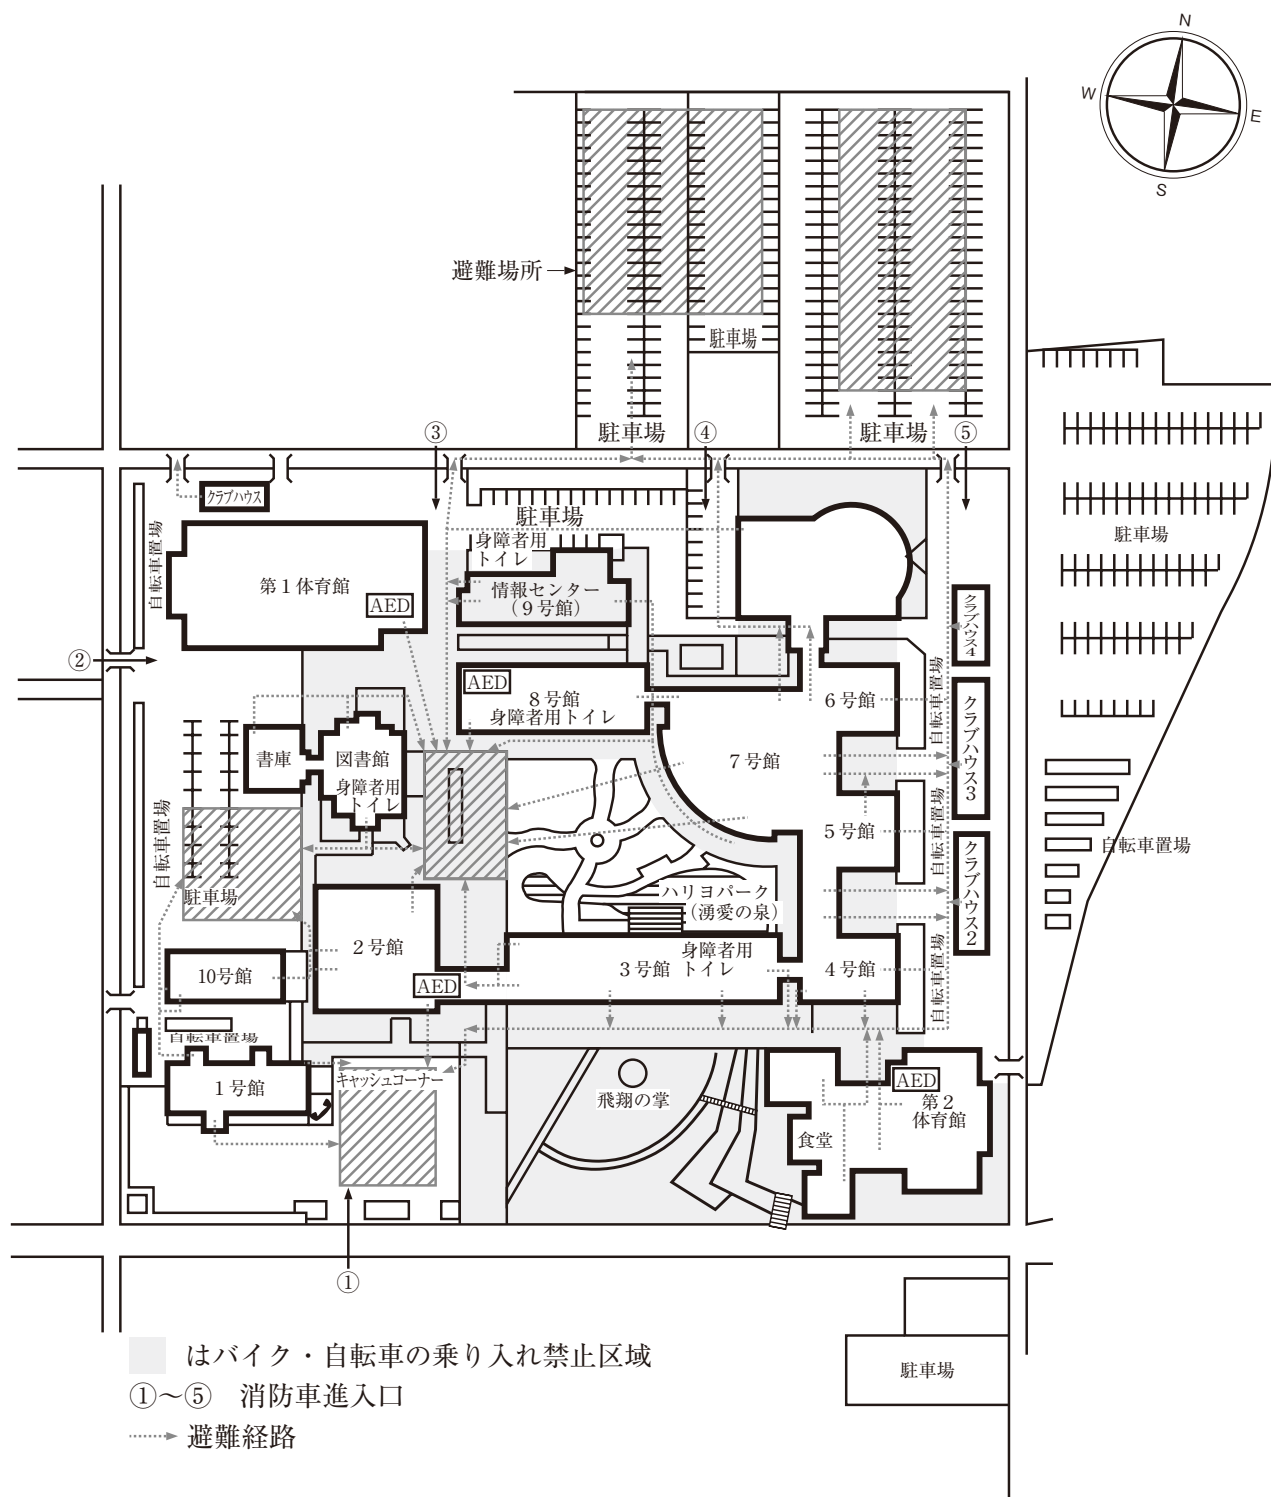 N
W
E
S
避難場所
駐車場
③
駐車場
④
駐車場
⑤
クラブハウス
駐車場
駐車場
身障者用
トイレ
自転車置場
第1体育館
AED
情報センター
(9号館)
クラブハウス4
②
AED
8号館
身障者用トイレ
6号館
自転車置場
クラブハウス3
書庫
図書館
身障者用
トイレ
7号館
自転車置場
駐車場
5号館
自転車置場
自転車置場
クラブハウス2
ハリヨパーク
(湧愛の泉)
2号館
AED
3号館
身障者用
トイレ
4号館
自転車置場
10号館
自転車置場
1号館
キャッシュコーナー
飛翔の掌
AED
第2
体育館
食堂
①
はバイク・自転車の乗り入れ禁止区域
①～⑤ 消防車進入口
避難経路
駐車場